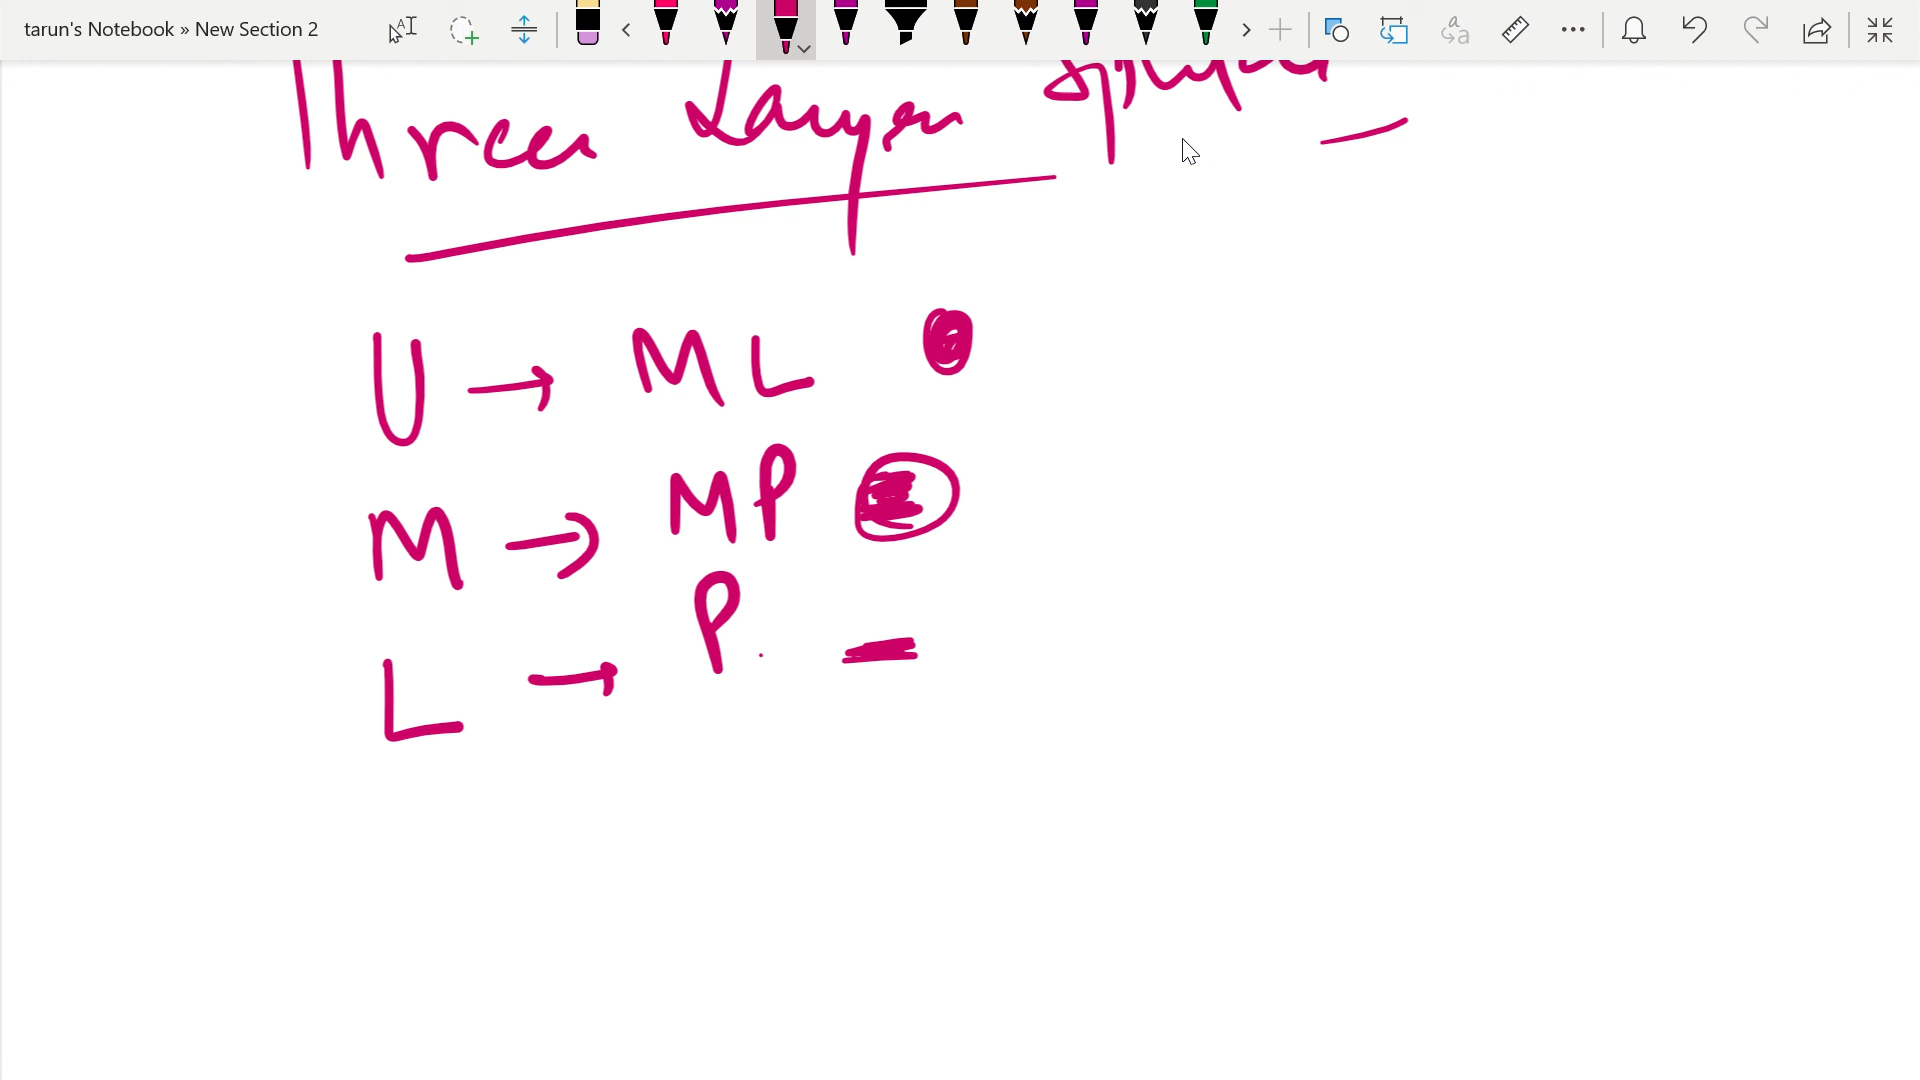 tarun's Notebook » New Section 2
Three Layer
U → ML
M → MP
L → P.